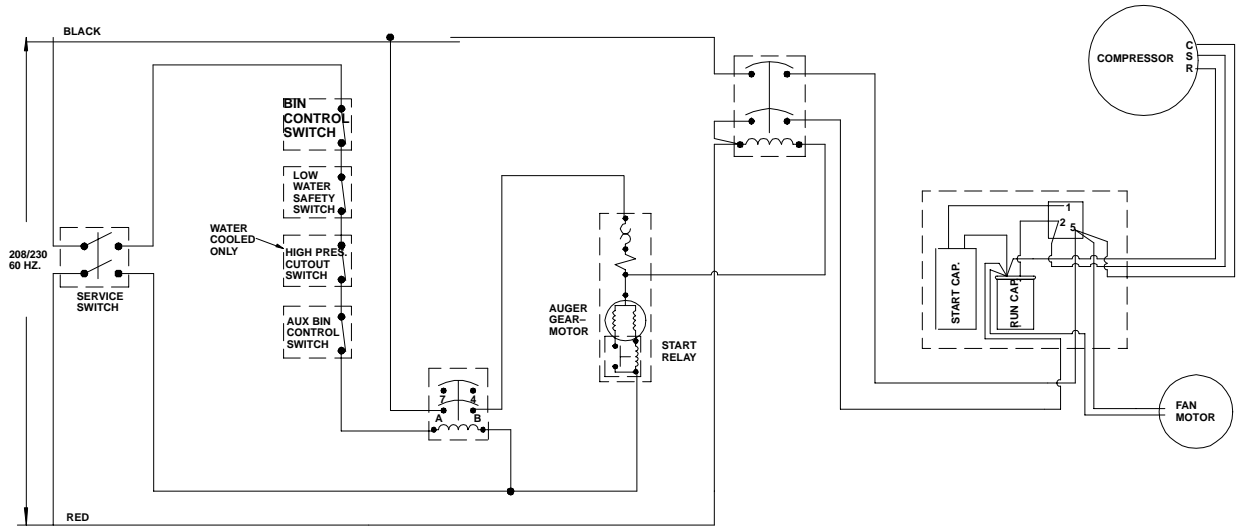 BLACK
COMPRESSOR
C
S
R
BIN
CONTROL
SWITCH
LOW
WATER
SAFETY
SWITCH
WATER
COOLED
ONLY
HIGH PRES.
CUTOUT
SWITCH
208/230
60 HZ.
SERVICE
SWITCH
AUX BIN
CONTROL
SWITCH
AUGER
GEAR–
MOTOR
START
RELAY
1
2
5
START CAP.
RUN CAP.
7 4
A B
FAN
MOTOR
RED